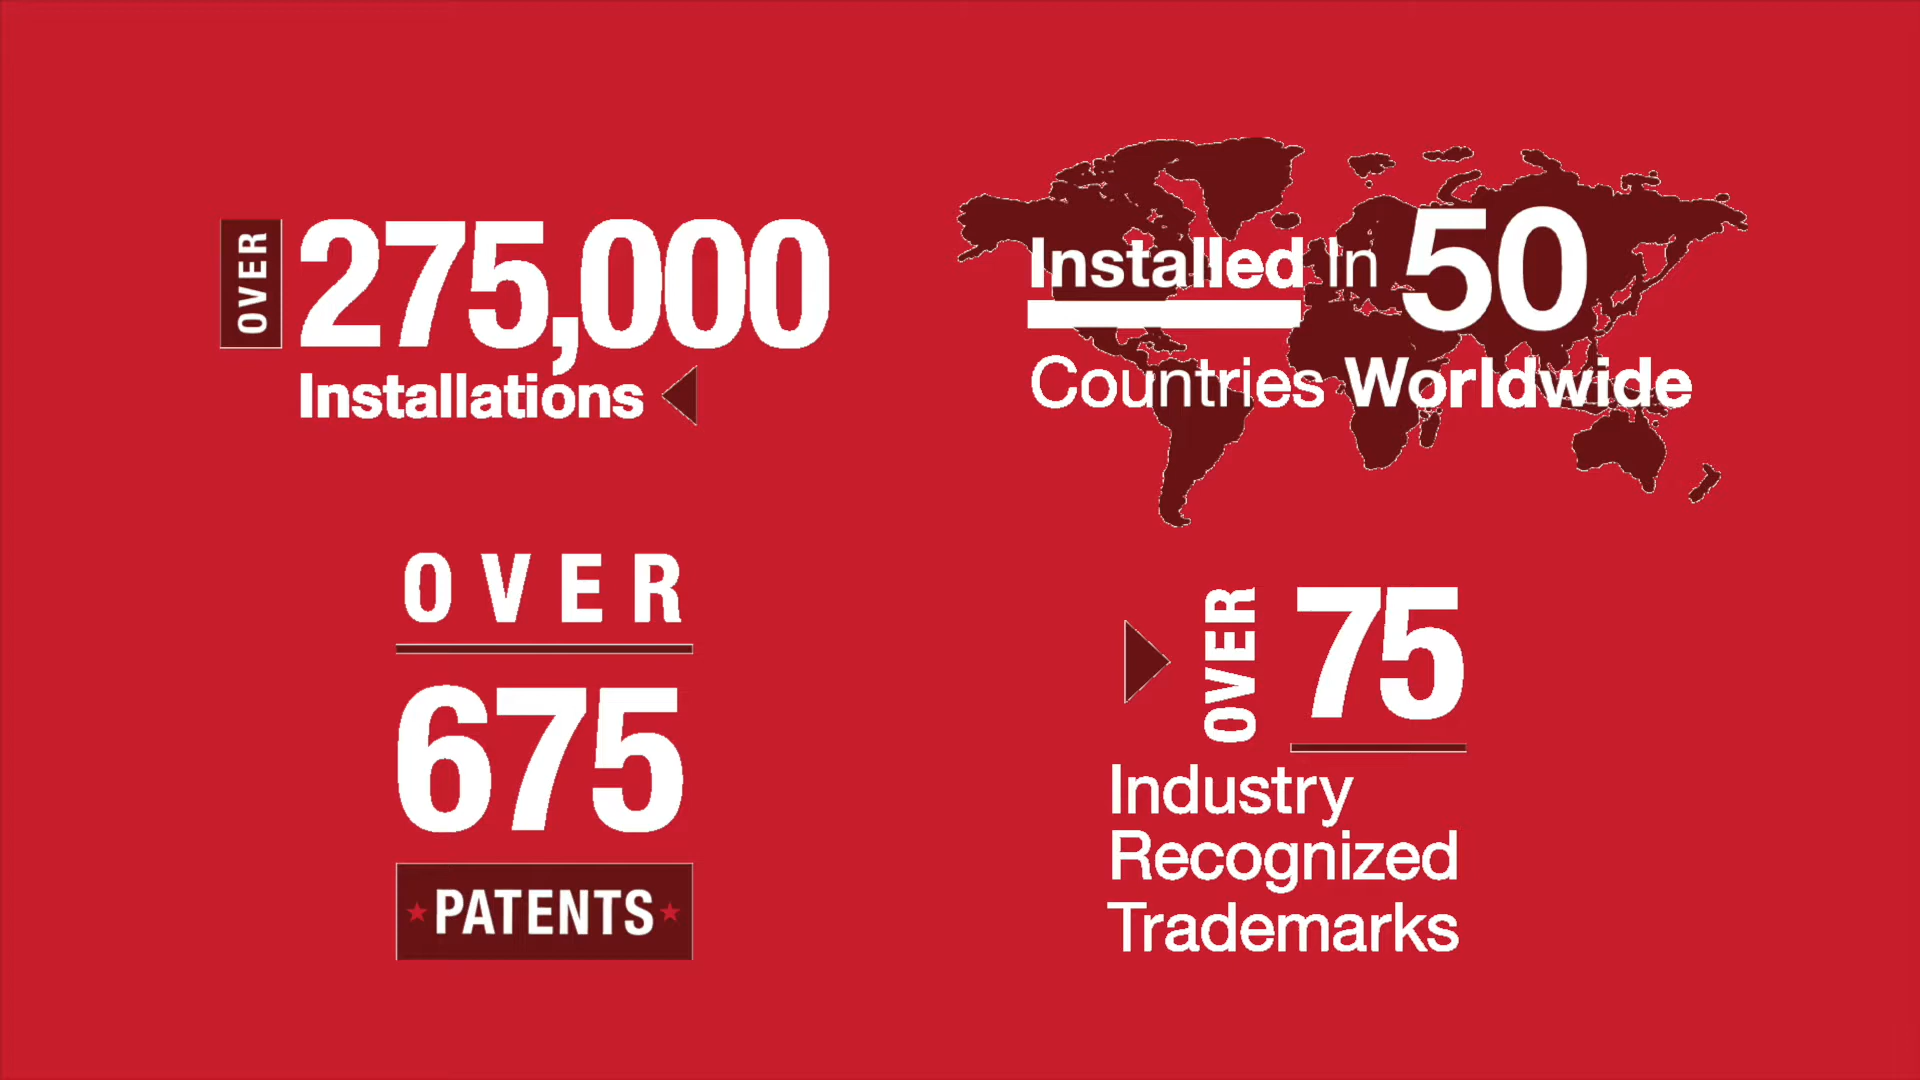 OVER 275,000
Installations
Installed In 50
Countries Worldwide
OVER
675
PATENTS
OVER 75
Industry
Recognized
Trademarks